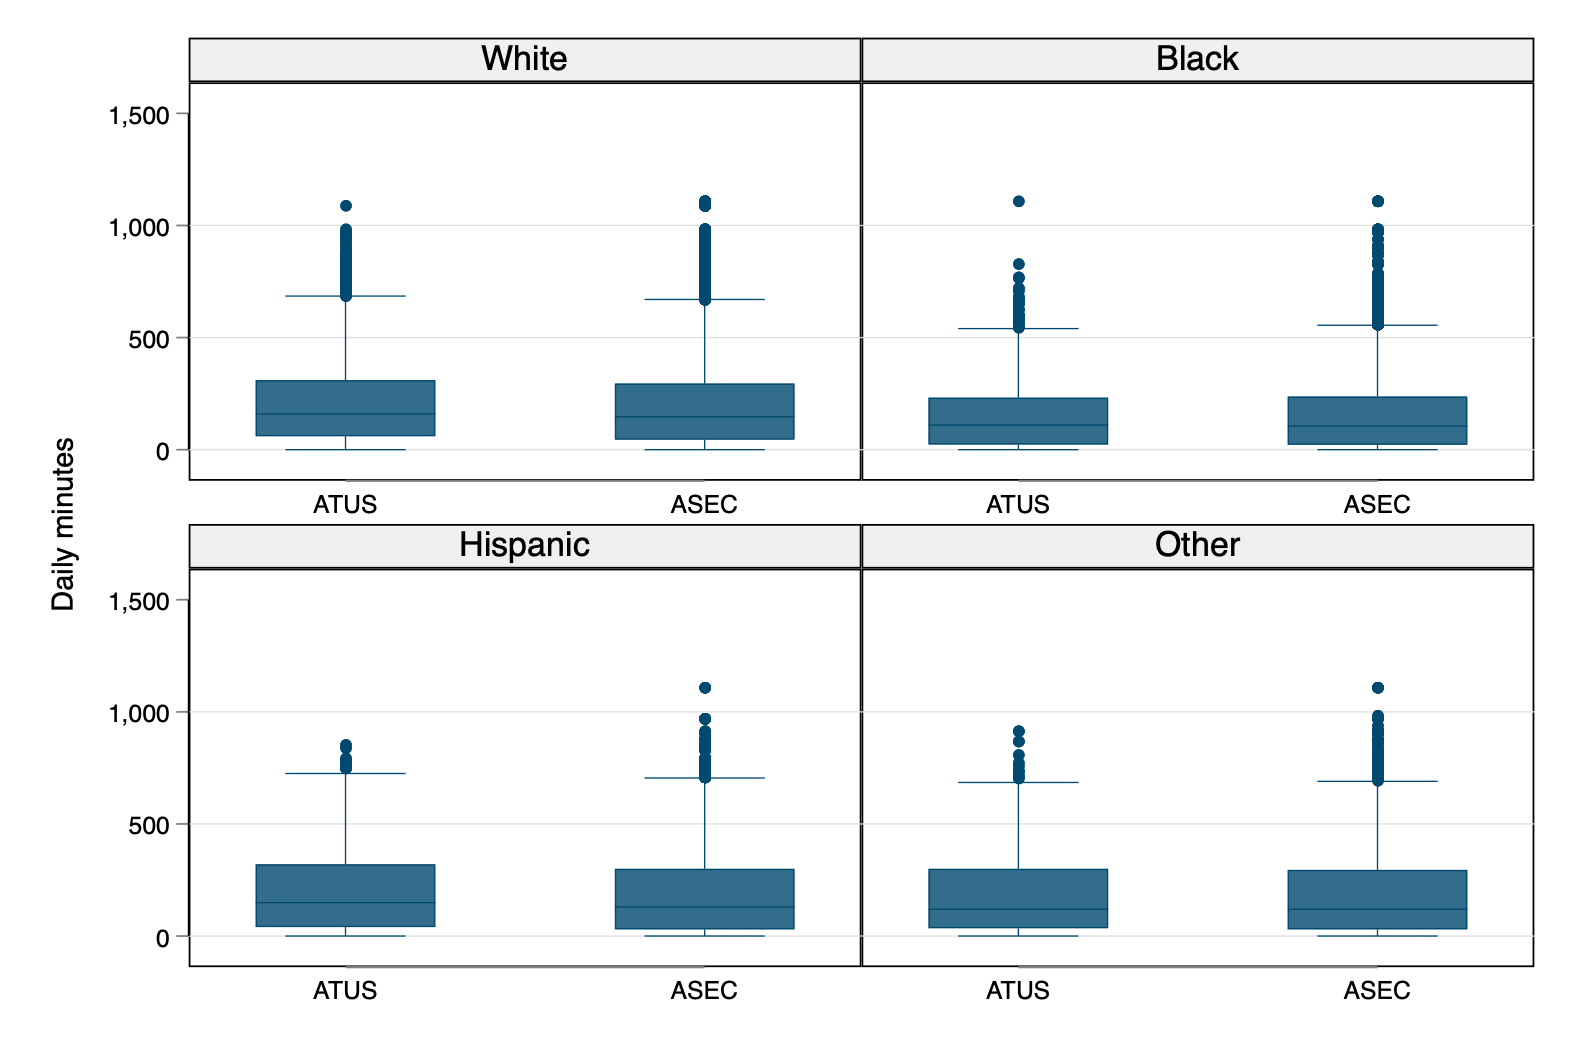 White
Black
1,500
1,000
500
0
ATUS
ASEC
ATUS
ASEC
Daily minutes
Hispanic
Other
1,500
1,000
500
0
ATUS
ASEC
ATUS
ASEC